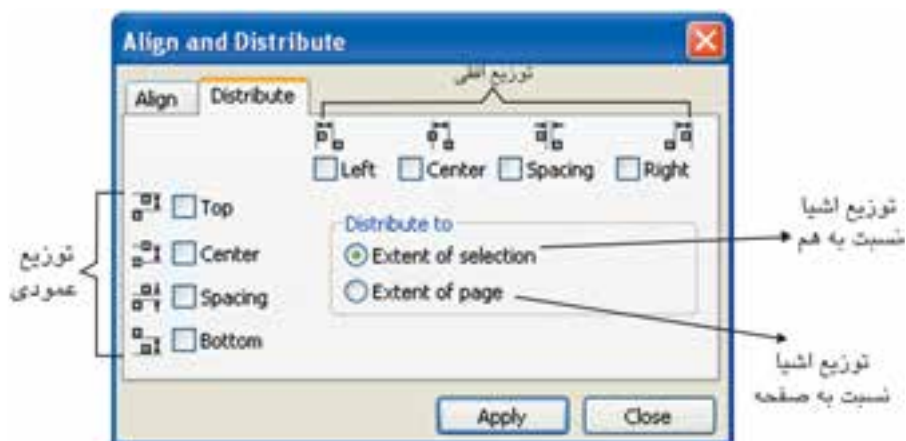 Align and Distribute
توزیع افقی
Align Distribute
Left Center Spacing Right
Top
Center
Spacing
Bottom
توزیع
عمودی
Distribute to
Extent of selection
Extent of page
توزیع اشیا
نسبت به هم
توزیع اشیا
نسبت به صفحه
Apply Close